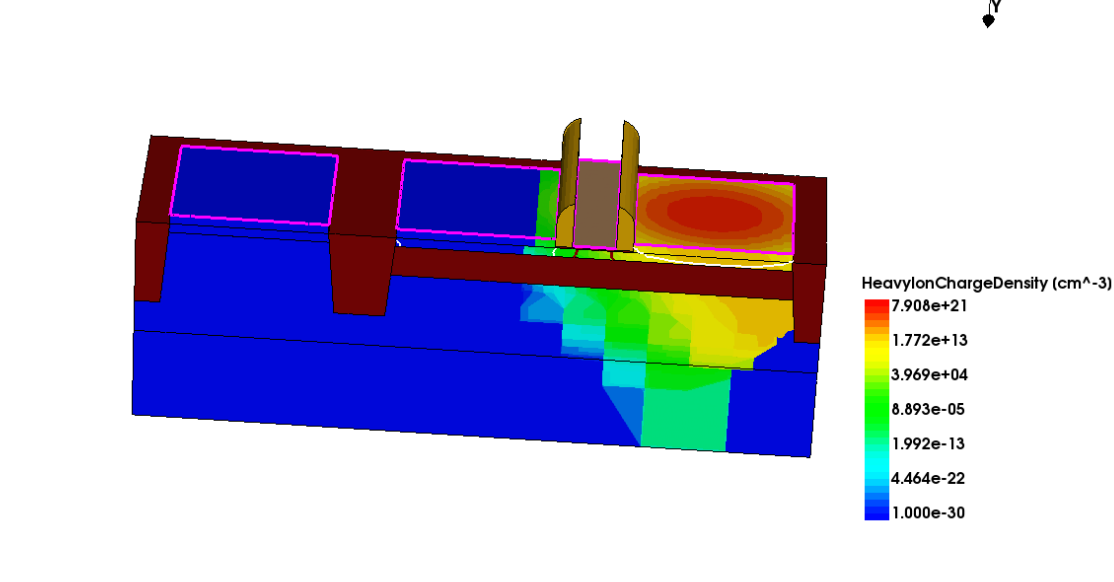 Y
HeavyIonChargeDensity (cm^-3)
7.908e+21
1.772e+13
3.969e+04
8.893e-05
1.992e-13
4.464e-22
1.000e-30